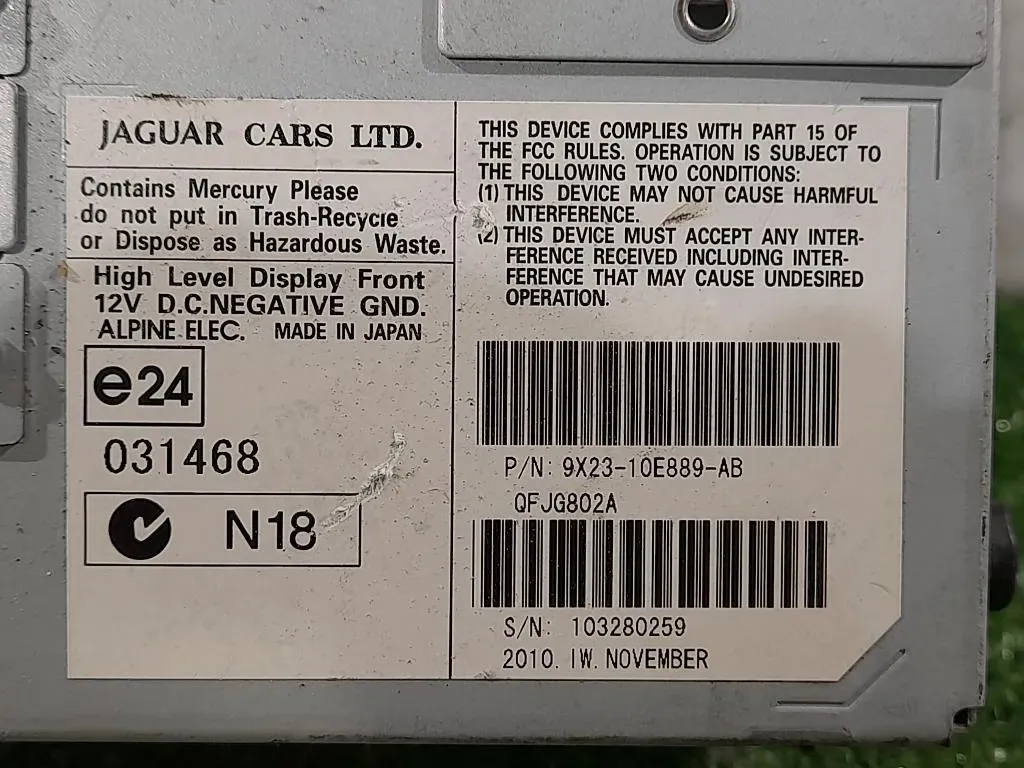 JAGUAR CARS LTD.
Contains Mercury Please
do not put in Trash-Recycle
or Dispose as Hazardous Waste.
High Level Display Front
12V D.C.NEGATIVE GND.
ALPINE ELEC. MADE IN JAPAN
e24
031468
N18
THIS DEVICE COMPLIES WITH PART 15 OF
THE FCC RULES. OPERATION IS SUBJECT TO
THE FOLLOWING TWO CONDITIONS:
(1) THIS DEVICE MAY NOT CAUSE HARMFUL
INTERFERENCE.
(2) THIS DEVICE MUST ACCEPT ANY INTER-
FERENCE RECEIVED INCLUDING INTER-
FERENCE THAT MAY CAUSE UNDESIRED
OPERATION.
P/N: 9X23-10E889-AB
QFJG802A
S/N: 103280259
2010. IW. NOVEMBER